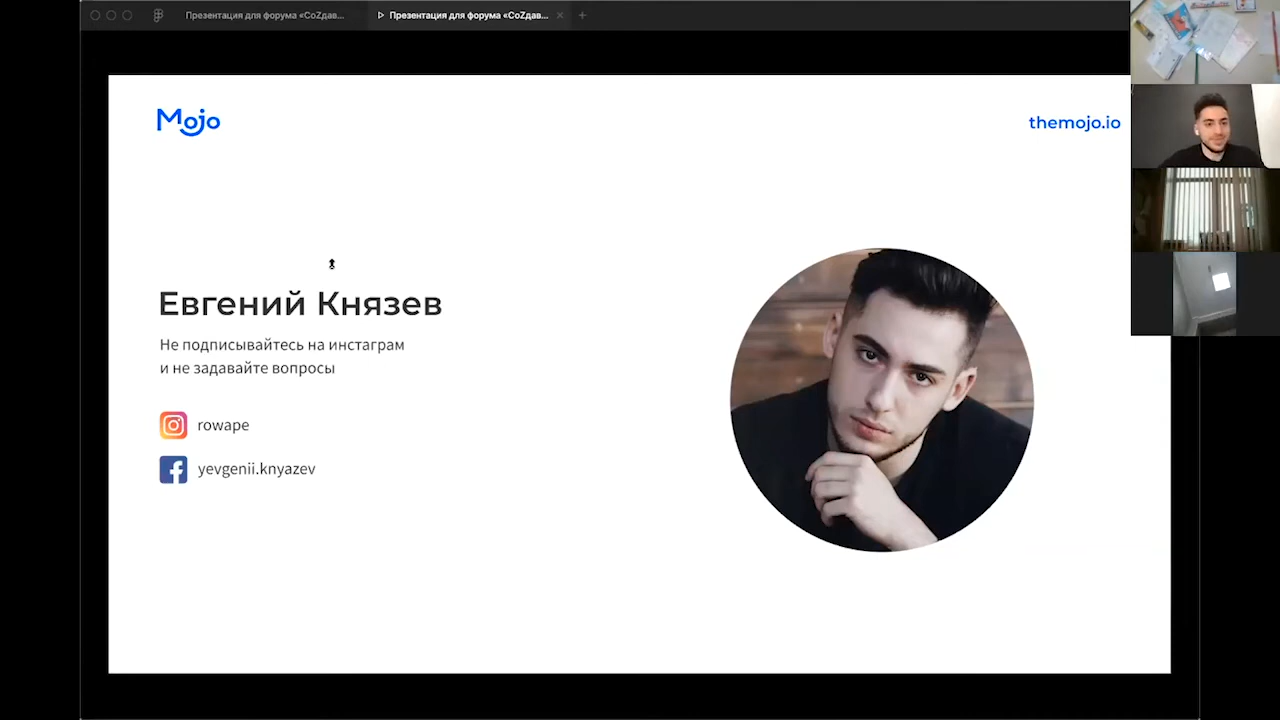 Презентация для форума «CoZдав...
Презентация для форума «CoZдав...
Mojo
themojo.io
Евгений Князев
Не подписывайтесь на инстаграм
и не задавайте вопросы
rowape
yevgenii.knyazev